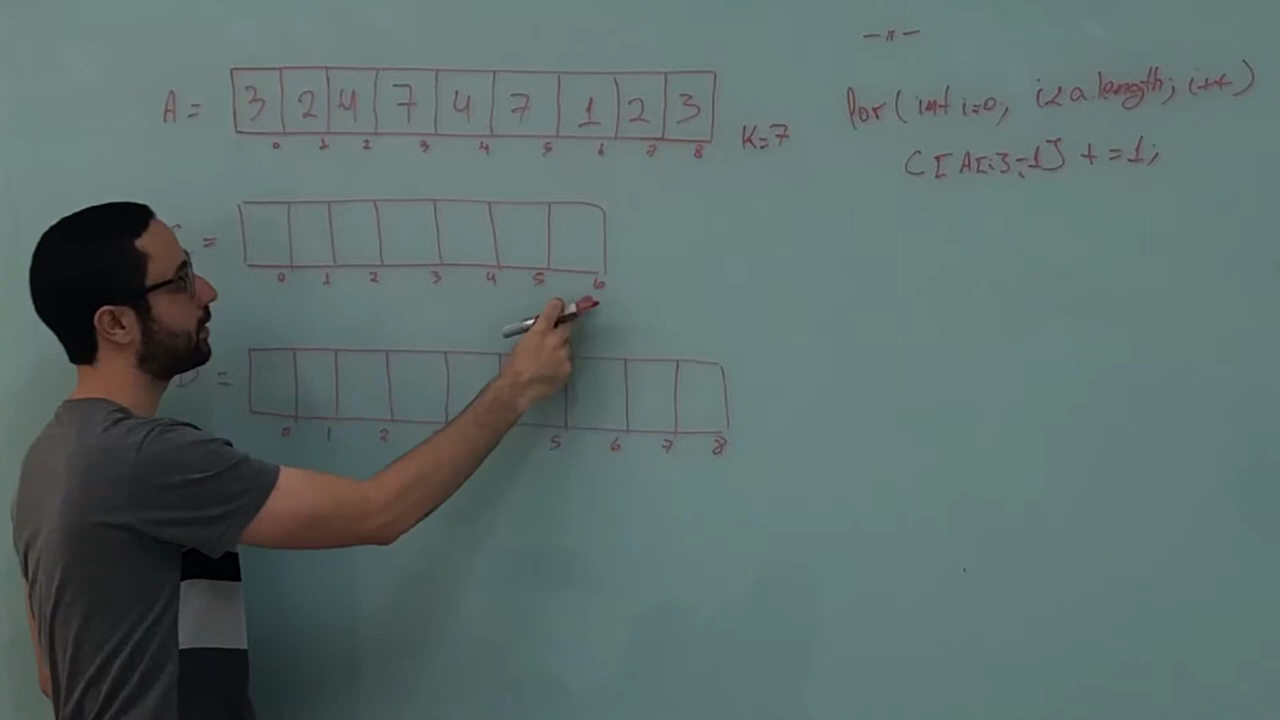 — x —
A = 3 2 4 7 4 7 1 2 3
0 1 2 3 4 5 6 7 8
K=7
for ( int i=0; i<a length; i++)
C[A[i]-1] += 1;
=
0 1 2 3 4 5 6
=
0 1 2 5 6 7 8